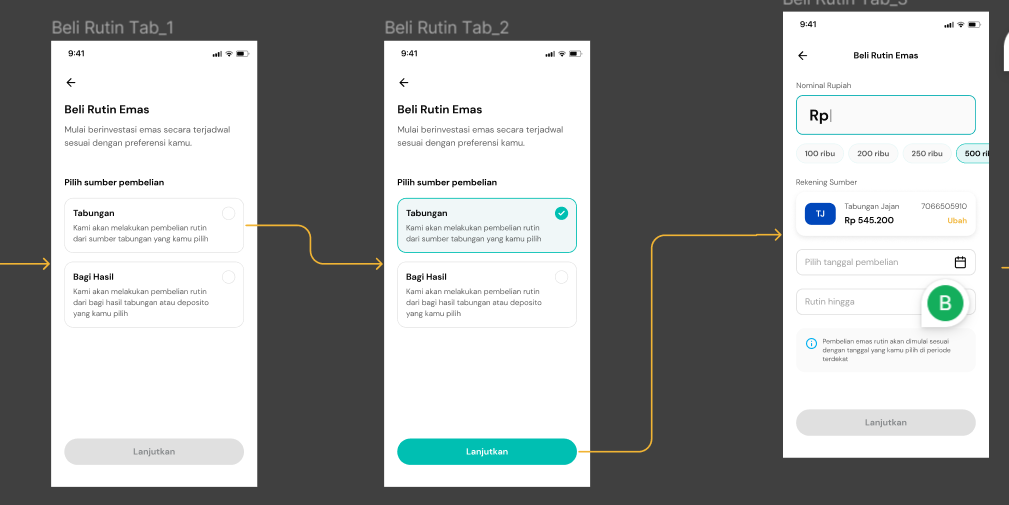 Beli Rutin Tab_1
9:41
Beli Rutin Emas
Mulai berinvestasi emas secara terjadwal
sesuai dengan preferensi kamu.
Pilih sumber pembelian
Tabungan
Kami akan melakukan pembelian rutin
dari sumber tabungan yang kamu pilih
Bagi Hasil
Kami akan melakukan pembelian rutin
dari bagi hasil tabungan atau deposito
yang kamu pilih
Lanjutkan
Beli Rutin Tab_2
9:41
Beli Rutin Emas
Mulai berinvestasi emas secara terjadwal
sesuai dengan preferensi kamu.
Pilih sumber pembelian
Tabungan
Kami akan melakukan pembelian rutin
dari sumber tabungan yang kamu pilih
Bagi Hasil
Kami akan melakukan pembelian rutin
dari bagi hasil tabungan atau deposito
yang kamu pilih
Lanjutkan
Beli Rutin Tab_3
9:41
Beli Rutin Emas
Nominal Rupiah
Rp
100 ribu 200 ribu 250 ribu 500 ri
Rekening Sumber
TJ
Tabungan Jajan 7066505910
Rp 545.200 Ubah
Pilih tanggal pembelian
Rutin hingga
B
Pembelian emas rutin akan dimulai sesuai
dengan tanggal yang kamu pilih di periode
terdekat
Lanjutkan